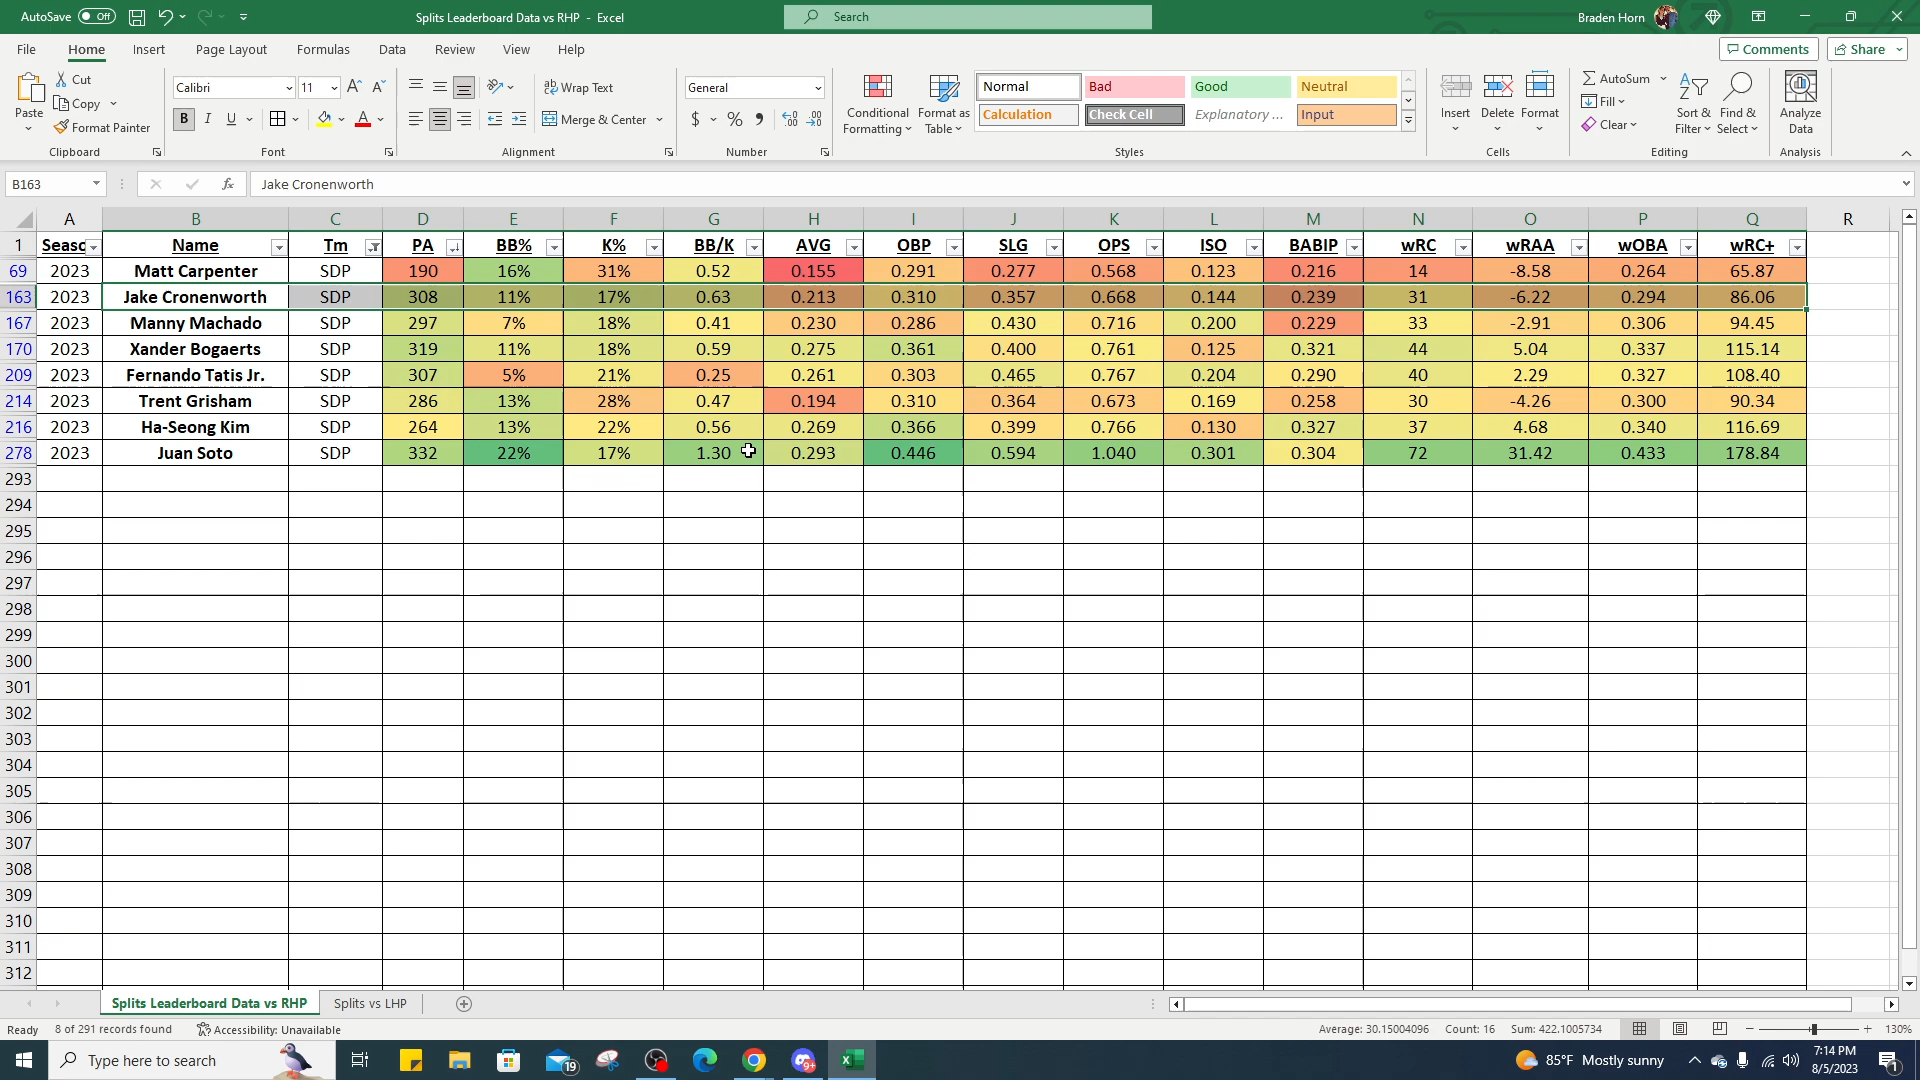 AutoSave Off Splits Leaderboard Data vs RHP - Excel Search Braden Horn
File Home Insert Page Layout Formulas Data Review View Help Comments Share
Paste Cut Copy Format Painter Clipboard
Calibri 11 B I U Font
Wrap Text Merge & Center Alignment
General $ % Number
Conditional Formatting Format as Table
Normal Bad Good Neutral
Calculation Check Cell Explanatory ... Input
Styles
Insert Delete Format Cells
AutoSum Fill Clear Sort & Filter Find & Select Editing
Analyze Data Analysis
B163 fx Jake Cronenworth
A B C D E F G H I J K L M N O P Q R
1 Seasc Name Tm PA BB% K% BB/K AVG OBP SLG OPS ISO BABIP wRC wRAA wOBA wRC+
69 2023 Matt Carpenter SDP 190 16% 31% 0.52 0.155 0.291 0.277 0.568 0.123 0.216 14 -8.58 0.264 65.87
163 2023 Jake Cronenworth SDP 308 11% 17% 0.63 0.213 0.310 0.357 0.668 0.144 0.239 31 -6.22 0.294 86.06
167 2023 Manny Machado SDP 297 7% 18% 0.41 0.230 0.286 0.430 0.716 0.200 0.229 33 -2.91 0.306 94.45
170 2023 Xander Bogaerts SDP 319 11% 18% 0.59 0.275 0.361 0.400 0.761 0.125 0.321 44 5.04 0.337 115.14
209 2023 Fernando Tatis Jr. SDP 307 5% 21% 0.25 0.261 0.303 0.465 0.767 0.204 0.290 40 2.29 0.327 108.40
214 2023 Trent Grisham SDP 286 13% 28% 0.47 0.194 0.310 0.364 0.673 0.169 0.258 30 -4.26 0.300 90.34
216 2023 Ha-Seong Kim SDP 264 13% 22% 0.56 0.269 0.366 0.399 0.766 0.130 0.327 37 4.68 0.340 116.69
278 2023 Juan Soto SDP 332 22% 17% 1.30 0.293 0.446 0.594 1.040 0.301 0.304 72 31.42 0.433 178.84
293
294
295
296
297
298
299
300
301
302
303
304
305
306
307
308
309
310
311
312
Splits Leaderboard Data vs RHP Splits vs LHP
Ready 8 of 291 records found Accessibility: Unavailable Average: 30.15004096 Count: 16 Sum: 422.1005734 130%
Type here to search 19 9+ 85°F Mostly sunny 7:14 PM
8/5/2023 1